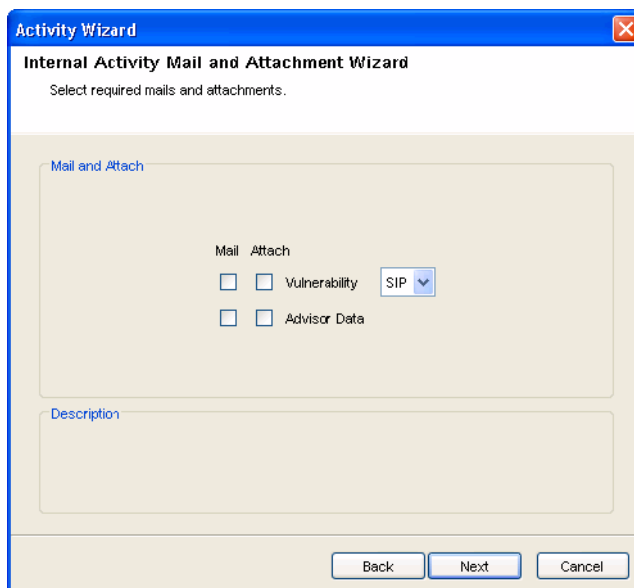 Activity Wizard
Internal Activity Mail and Attachment Wizard
Select required mails and attachments.
Mail and Attach
Mail Attach
Vulnerability SIP
Advisor Data
Description
Back Next Cancel